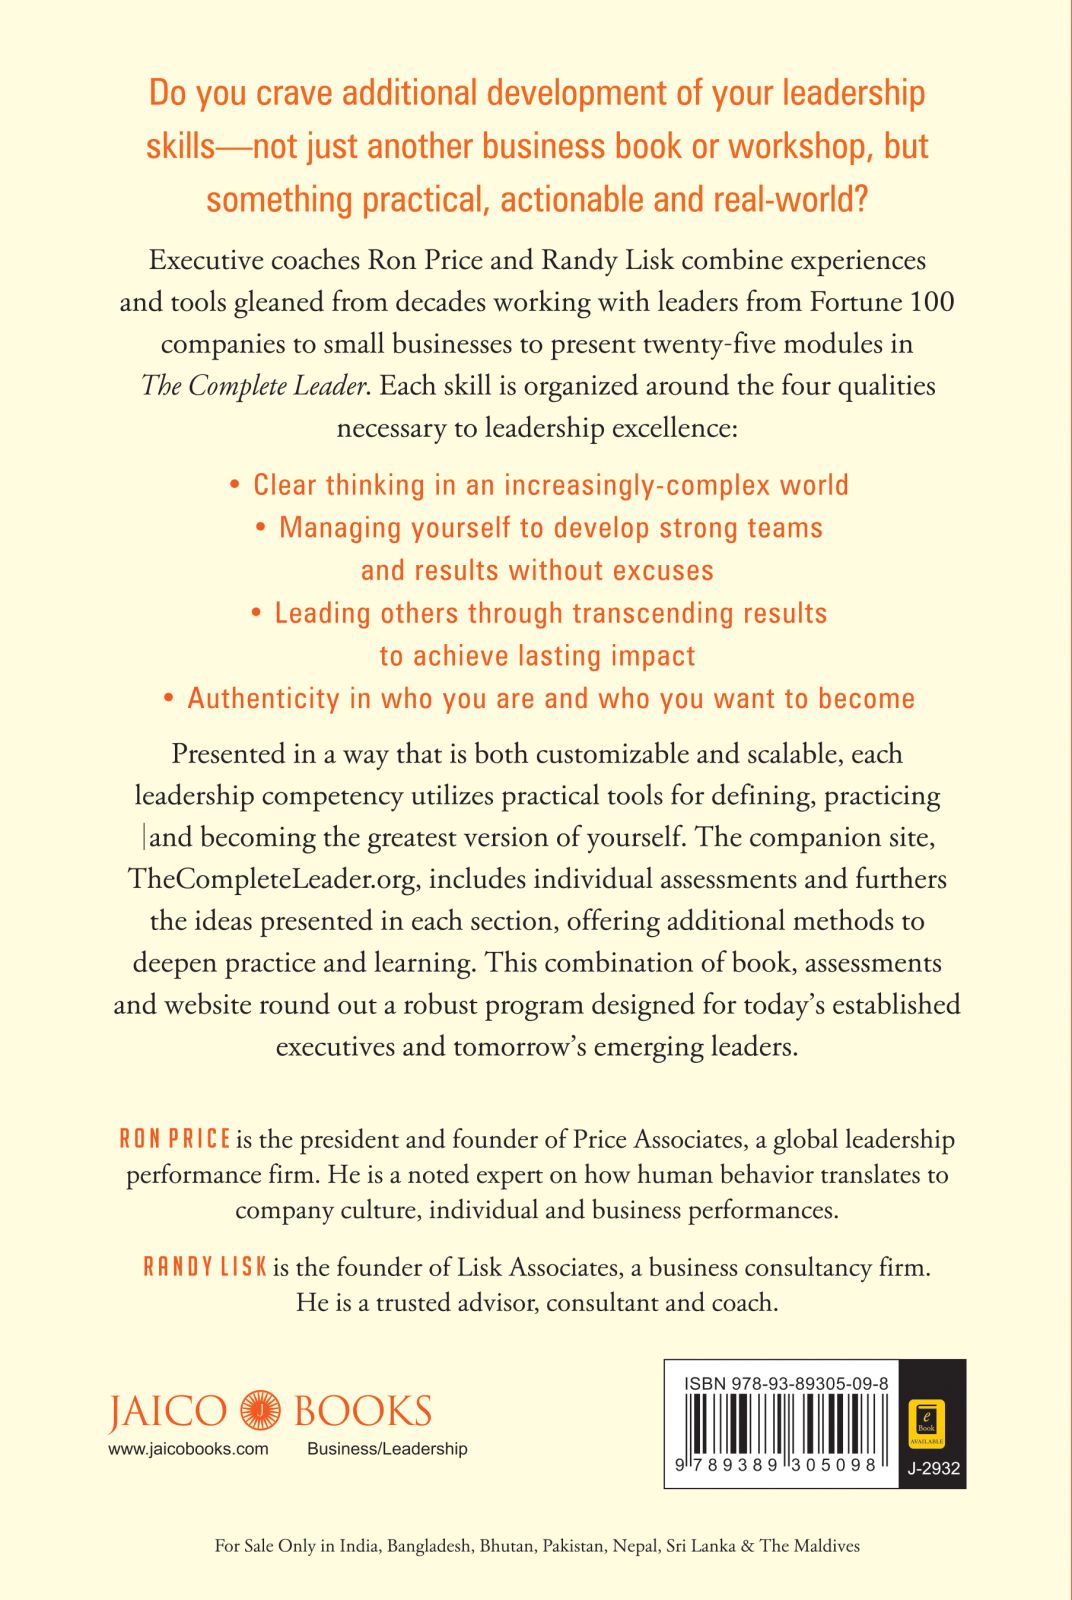 Do you crave additional development of your leadership
skills—not just another business book or workshop, but
something practical, actionable and real-world?
Executive coaches Ron Price and Randy Lisk combine experiences
and tools gleaned from decades working with leaders from Fortune 100
companies to small businesses to present twenty-five modules in
The Complete Leader. Each skill is organized around the four qualities
necessary to leadership excellence:
• Clear thinking in an increasingly-complex world
• Managing yourself to develop strong teams
and results without excuses
• Leading others through transcending results
to achieve lasting impact
• Authenticity in who you are and who you want to become
Presented in a way that is both customizable and scalable, each
leadership competency utilizes practical tools for defining, practicing
|and becoming the greatest version of yourself. The companion site,
TheCompleteLeader.org, includes individual assessments and furthers
the ideas presented in each section, offering additional methods to
deepen practice and learning. This combination of book, assessments
and website round out a robust program designed for today’s established
executives and tomorrow’s emerging leaders.
RON PRICE is the president and founder of Price Associates, a global leadership
performance firm. He is a noted expert on how human behavior translates to
company culture, individual and business performances.
RANDY LISK is the founder of Lisk Associates, a business consultancy firm.
He is a trusted advisor, consultant and coach.
JAICO J BOOKS
www.jaicobooks.com Business/Leadership
ISBN 978-93-89305-09-8
9 789389 305098
e
Book
AVAILABLE
J-2932
For Sale Only in India, Bangladesh, Bhutan, Pakistan, Nepal, Sri Lanka & The Maldives